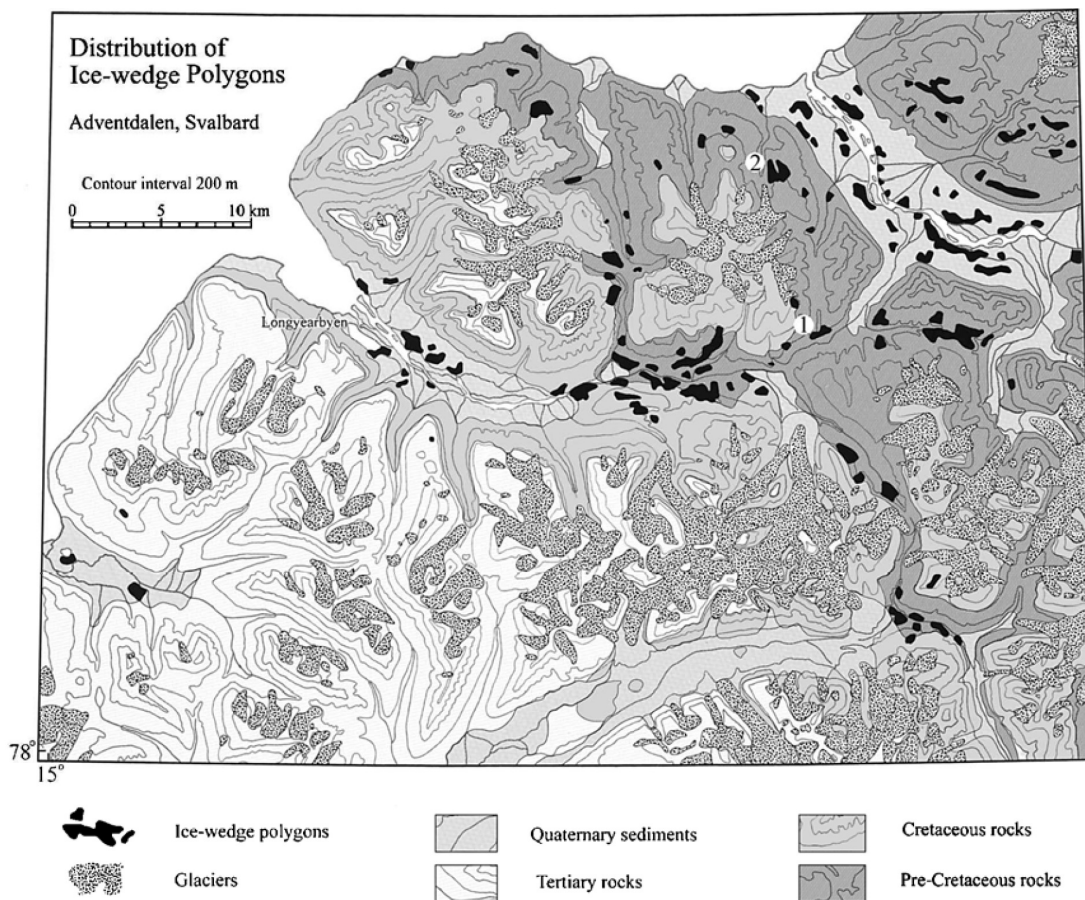 Distribution of
Ice-wedge Polygons
Adventdalen, Svalbard
Contour interval 200 m
0 5 10 km
Longyearbyen
2
1
78°
15°
Ice-wedge polygons
Quaternary sediments
Cretaceous rocks
Glaciers
Tertiary rocks
Pre-Cretaceous rocks